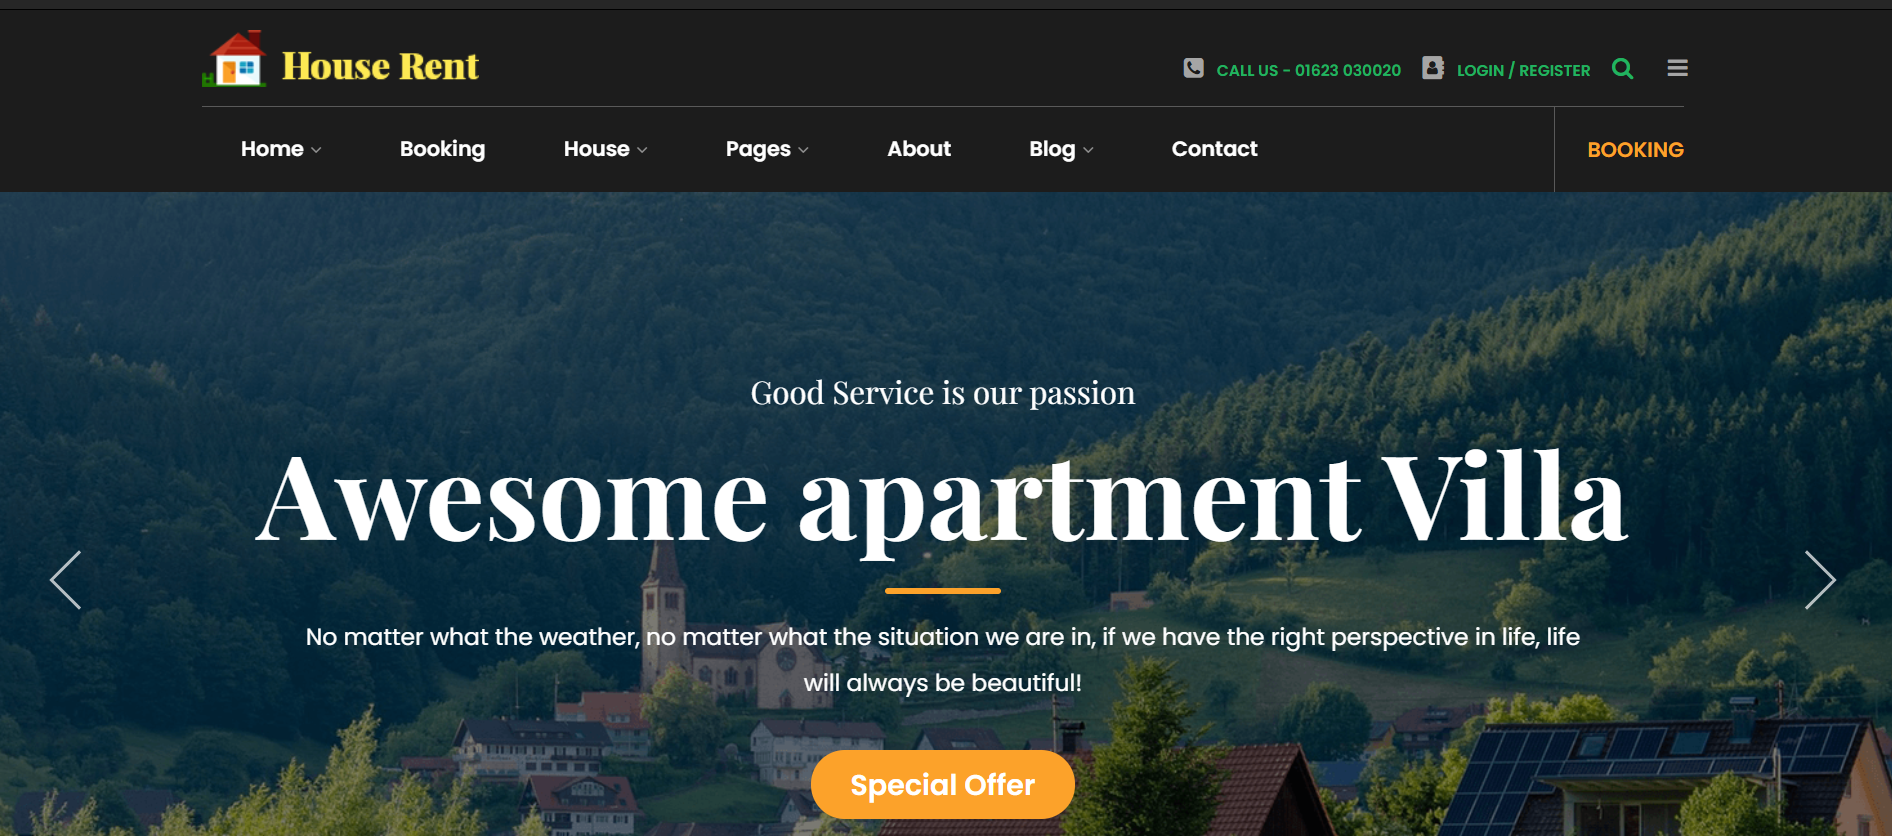 House Rent
CALL US - 01623 030020
LOGIN / REGISTER
Home
Booking
House
Pages
About
Blog
Contact
BOOKING
Good Service is our passion
Awesome apartment Villa
No matter what the weather, no matter what the situation we are in, if we have the right perspective in life, life
will always be beautiful!
Special Offer